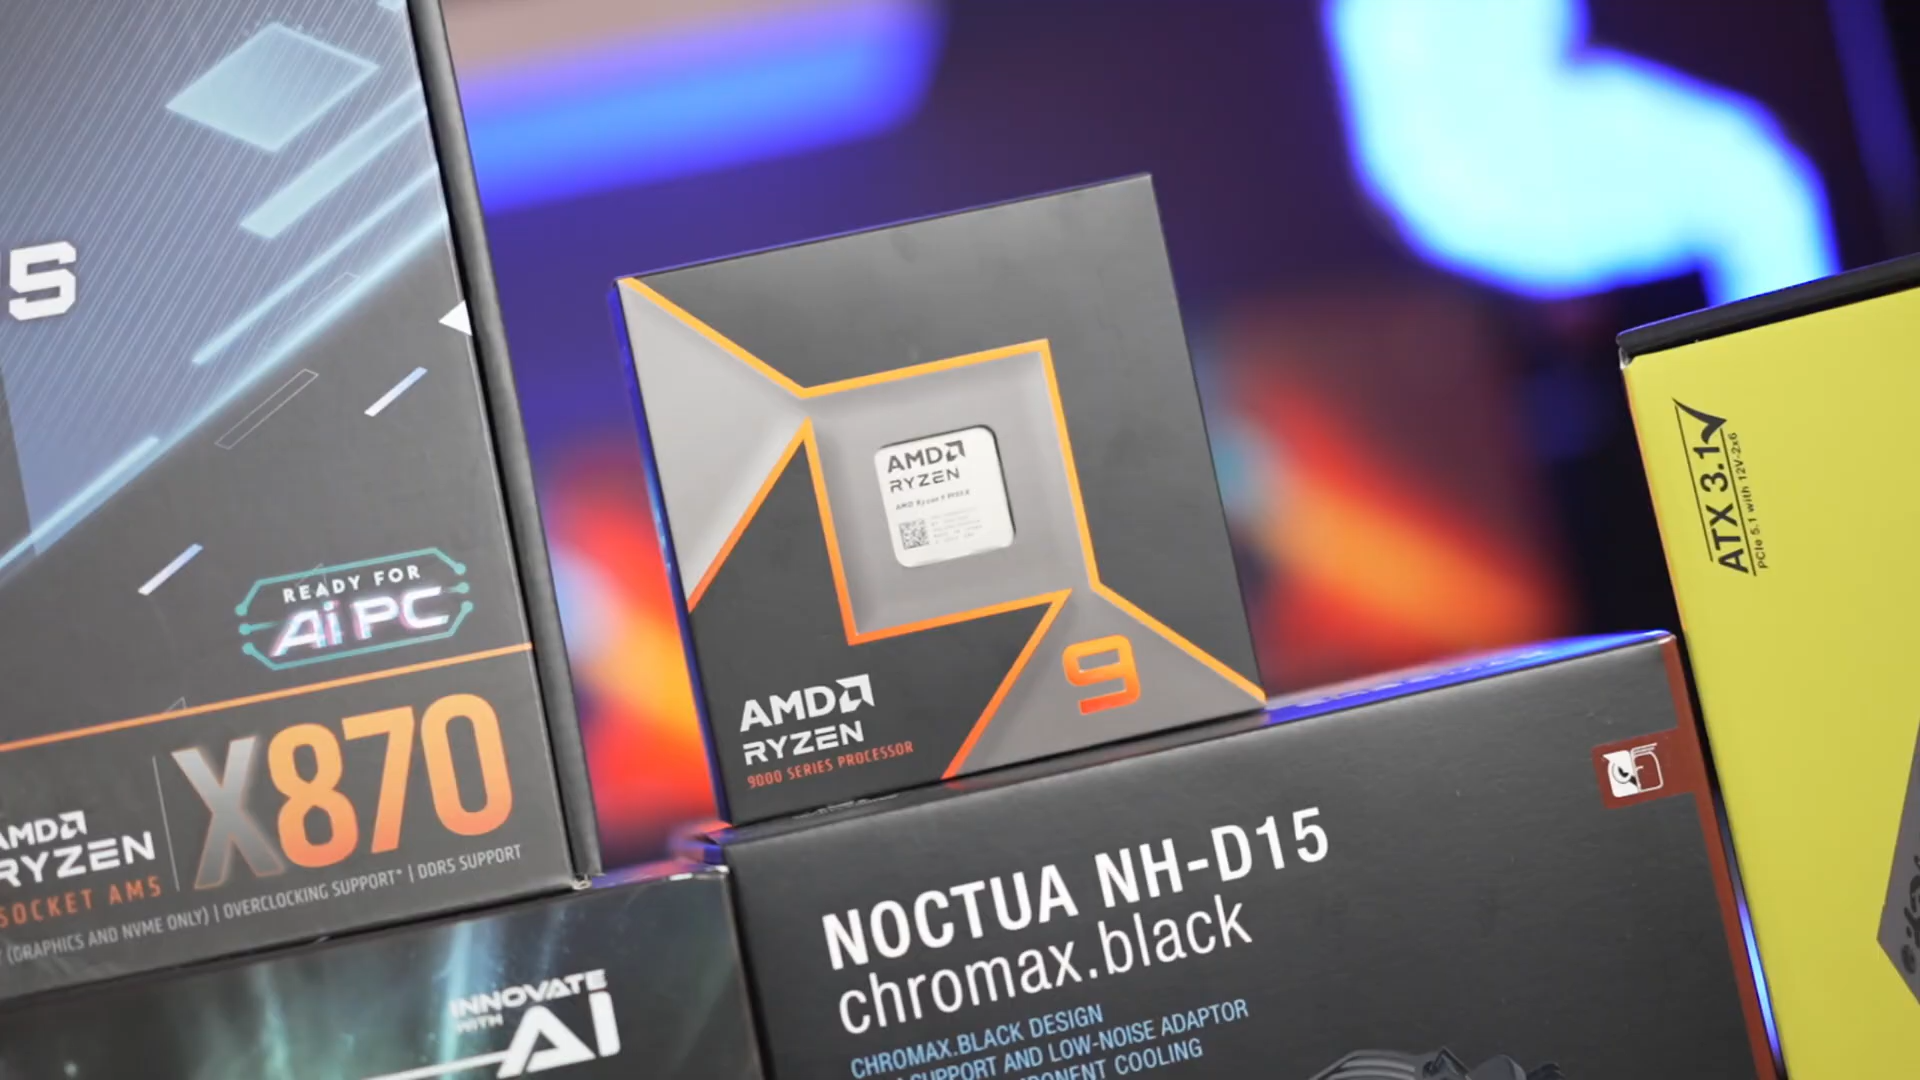 5
READY FOR
Ai PC
AMD
RYZEN
SOCKET AM5
X870
(GRAPHICS AND NVME ONLY) | OVERCLOCKING SUPPORT* | DDR5 SUPPORT
INNOVATE
WITH
Ai
AMD
RYZEN
AMD
RYZEN
9000 SERIES PROCESSOR
9
NOCTUA NH-D15
chromax.black
CHROMAX.BLACK DESIGN
SUPPORT AND LOW-NOISE ADAPTOR
COOLING
ATX 3.1
PCIe 5.1 with 12V-2x6